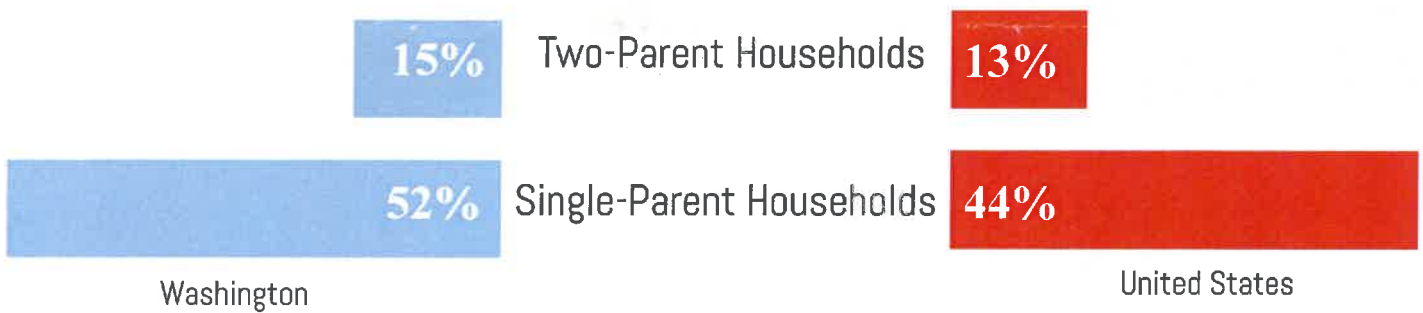 15% Two-Parent Households 13%
52% Single-Parent Households 44%
Washington
United States